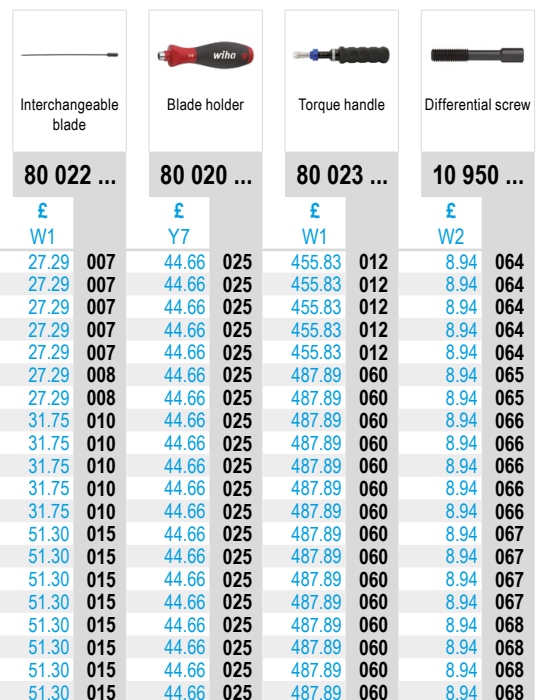 wiha
Interchangeable blade Blade holder Torque handle Differential screw
80 022 ... 80 020 ... 80 023 ... 10 950 ...
£ £ £ £
W1 Y7 W1 W2
27.29 007 44.66 025 455.83 012 8.94 064
27.29 007 44.66 025 455.83 012 8.94 064
27.29 007 44.66 025 455.83 012 8.94 064
27.29 007 44.66 025 455.83 012 8.94 064
27.29 007 44.66 025 455.83 012 8.94 064
27.29 008 44.66 025 487.89 060 8.94 065
27.29 008 44.66 025 487.89 060 8.94 065
31.75 010 44.66 025 487.89 060 8.94 066
31.75 010 44.66 025 487.89 060 8.94 066
31.75 010 44.66 025 487.89 060 8.94 066
31.75 010 44.66 025 487.89 060 8.94 066
31.75 010 44.66 025 487.89 060 8.94 066
51.30 015 44.66 025 487.89 060 8.94 067
51.30 015 44.66 025 487.89 060 8.94 067
51.30 015 44.66 025 487.89 060 8.94 067
51.30 015 44.66 025 487.89 060 8.94 067
51.30 015 44.66 025 487.89 060 8.94 068
51.30 015 44.66 025 487.89 060 8.94 068
51.30 015 44.66 025 487.89 060 8.94 068
51.30 015 44.66 025 487.89 060 8.94 068